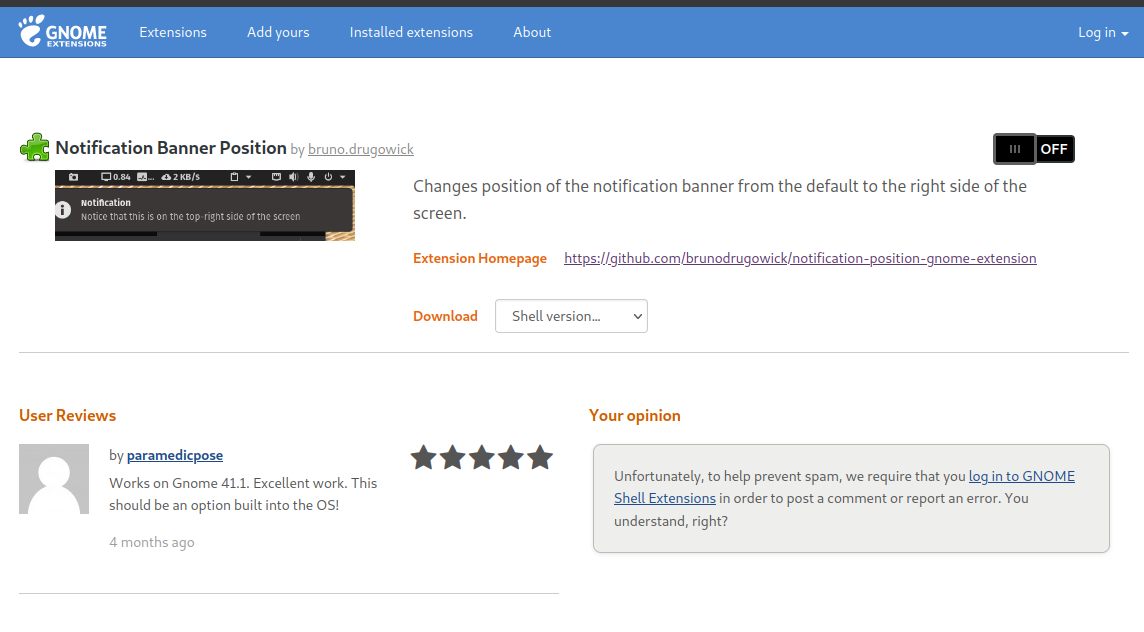 GNOME
EXTENSIONS
Extensions
Add yours
Installed extensions
About
Log in
Notification Banner Position by bruno.drugowick
OFF
0.84
...
2 KB/S
Notification
Notice that this is on the top-right side of the screen
Changes position of the notification banner from the default to the right side of the
screen.
Extension Homepage https://github.com/brunodrugowick/notification-position-gnome-extension
Download Shell version...
User Reviews
by paramedicpose
Works on Gnome 41.1. Excellent work. This
should be an option built into the OS!
4 months ago
Your opinion
Unfortunately, to help prevent spam, we require that you log in to GNOME
Shell Extensions in order to post a comment or report an error. You
understand, right?